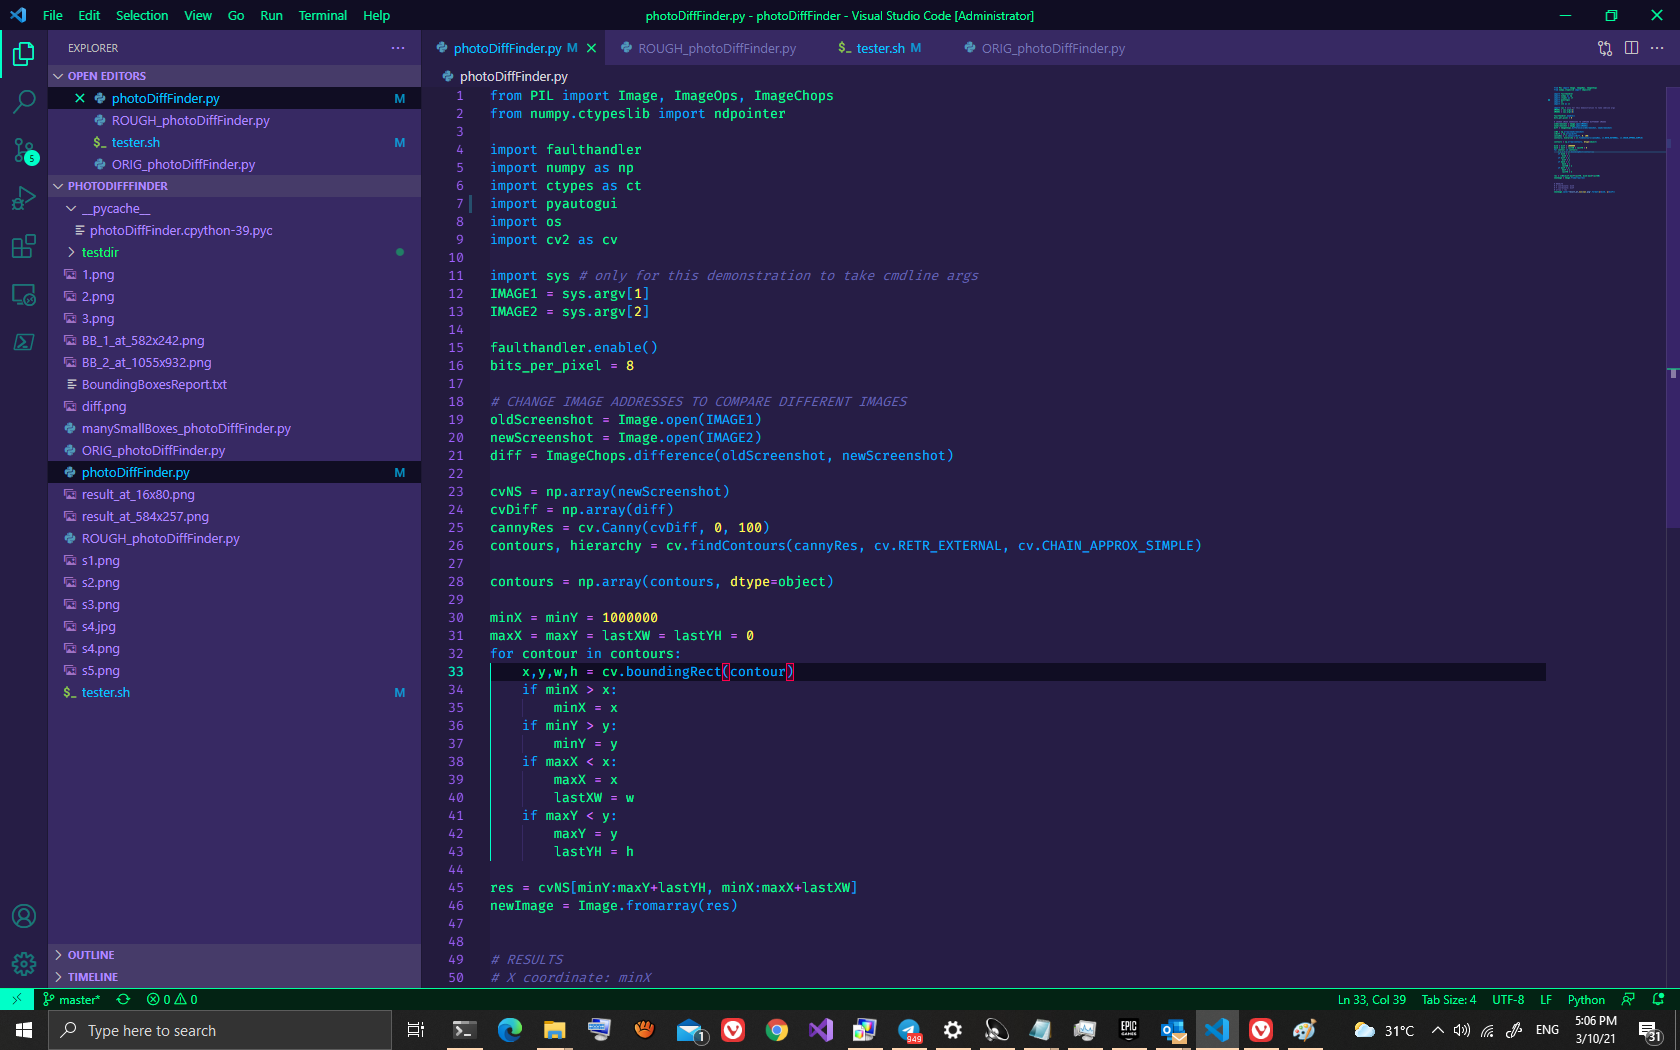 File Edit Selection View Go Run Terminal Help
photoDiffFinder.py - photoDiffFinder - Visual Studio Code [Administrator]
EXPLORER
OPEN EDITORS
photoDiffFinder.py M
ROUGH_photoDiffFinder.py
tester.sh M
ORIG_photoDiffFinder.py
PHOTODIFFFINDER
__pycache__
photoDiffFinder.cpython-39.pyc
testdir
1.png
2.png
3.png
BB_1_at_582x242.png
BB_2_at_1055x932.png
BoundingBoxesReport.txt
diff.png
manySmallBoxes_photoDiffFinder.py
ORIG_photoDiffFinder.py
photoDiffFinder.py M
result_at_16x80.png
result_at_584x257.png
ROUGH_photoDiffFinder.py
s1.png
s2.png
s3.png
s4.jpg
s4.png
s5.png
tester.sh M
OUTLINE
TIMELINE
5
photoDiffFinder.py M ROUGH_photoDiffFinder.py tester.sh M ORIG_photoDiffFinder.py
photoDiffFinder.py
1 from PIL import Image, ImageOps, ImageChops
2 from numpy.ctypeslib import ndpointer
3
4 import faulthandler
5 import numpy as np
6 import ctypes as ct
7 import pyautogui
8 import os
9 import cv2 as cv
10
11 import sys # only for this demonstration to take cmdline args
12 IMAGE1 = sys.argv[1]
13 IMAGE2 = sys.argv[2]
14
15 faulthandler.enable()
16 bits_per_pixel = 8
17
18 # CHANGE IMAGE ADDRESSES TO COMPARE DIFFERENT IMAGES
19 oldScreenshot = Image.open(IMAGE1)
20 newScreenshot = Image.open(IMAGE2)
21 diff = ImageChops.difference(oldScreenshot, newScreenshot)
22
23 cvNS = np.array(newScreenshot)
24 cvDiff = np.array(diff)
25 cannyRes = cv.Canny(cvDiff, 0, 100)
26 contours, hierarchy = cv.findContours(cannyRes, cv.RETR_EXTERNAL, cv.CHAIN_APPROX_SIMPLE)
27
28 contours = np.array(contours, dtype=object)
29
30 minX = minY = 1000000
31 maxX = maxY = lastXW = lastYH = 0
32 for contour in contours:
33 x,y,w,h = cv.boundingRect(contour)
34 if minX > x:
35 minX = x
36 if minY > y:
37 minY = y
38 if maxX < x:
39 maxX = x
40 lastXW = w
41 if maxY < y:
42 maxY = y
43 lastYH = h
44
45 res = cvNS[minY:maxY+lastYH, minX:maxX+lastXW]
46 newImage = Image.fromarray(res)
47
48
49 # RESULTS
50 # X coordinate: minX
master* 0 0 Ln 33, Col 39 Tab Size: 4 UTF-8 LF Python
Type here to search
1
EPIC GAMES
949
31°C ENG 5:06 PM
3/10/21
31